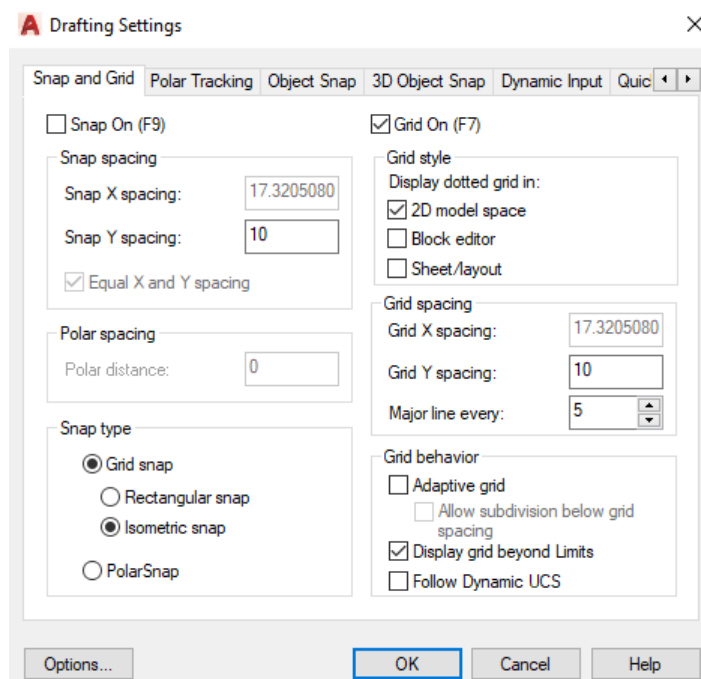 Drafting Settings
Snap and Grid Polar Tracking Object Snap 3D Object Snap Dynamic Input Quic
Snap On (F9)
Snap spacing
Snap X spacing: 17.3205080
Snap Y spacing: 10
Equal X and Y spacing
Polar spacing
Polar distance: 0
Snap type
Grid snap
Rectangular snap
Isometric snap
PolarSnap
Grid On (F7)
Grid style
Display dotted grid in:
2D model space
Block editor
Sheet/layout
Grid spacing
Grid X spacing: 17.3205080
Grid Y spacing: 10
Major line every: 5
Grid behavior
Adaptive grid
Allow subdivision below grid
spacing
Display grid beyond Limits
Follow Dynamic UCS
Options... OK Cancel Help